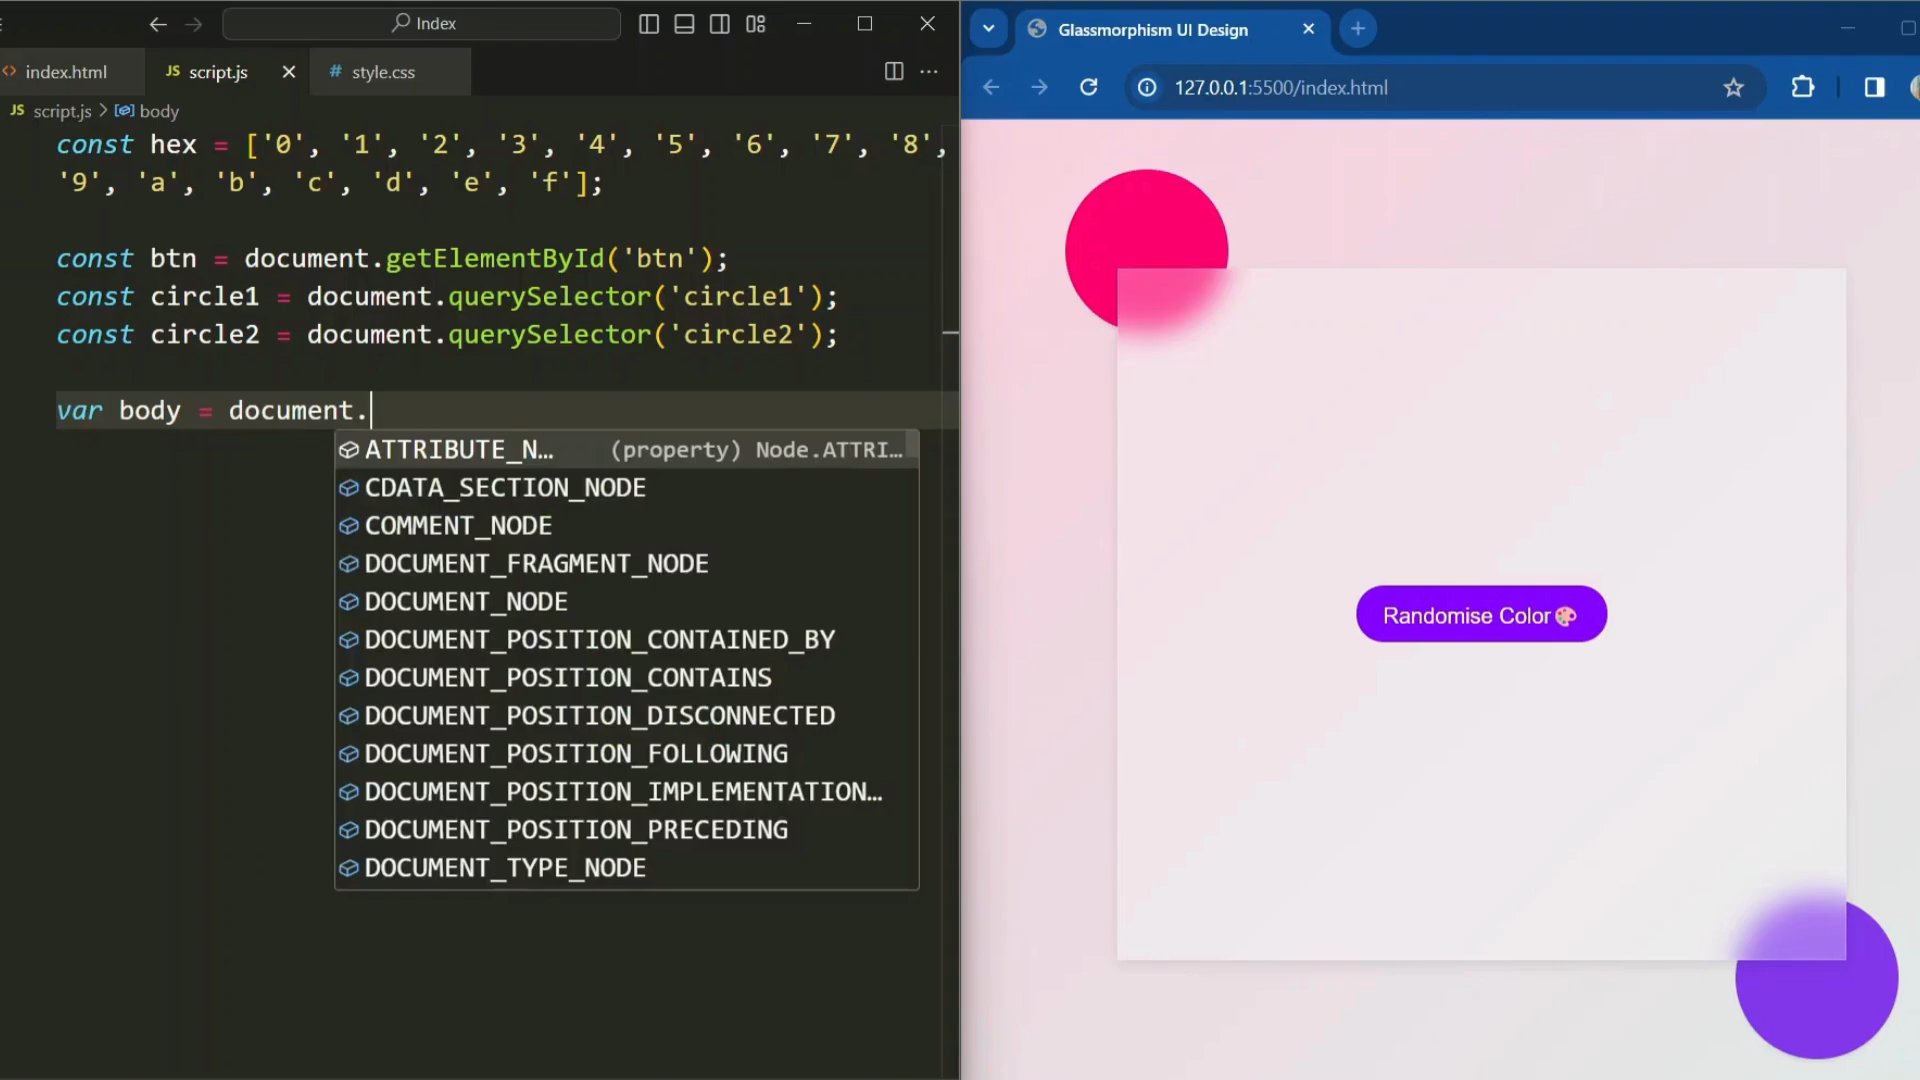 Index
index.html
JS script.js
# style.css
JS script.js > body
const hex = ['0', '1', '2', '3', '4', '5', '6', '7', '8',
'9', 'a', 'b', 'c', 'd', 'e', 'f'];
const btn = document.getElementById('btn');
const circle1 = document.querySelector('circle1');
const circle2 = document.querySelector('circle2');
var body = document.
ATTRIBUTE_N… (property) Node.ATTRI…
CDATA_SECTION_NODE
COMMENT_NODE
DOCUMENT_FRAGMENT_NODE
DOCUMENT_NODE
DOCUMENT_POSITION_CONTAINED_BY
DOCUMENT_POSITION_CONTAINS
DOCUMENT_POSITION_DISCONNECTED
DOCUMENT_POSITION_FOLLOWING
DOCUMENT_POSITION_IMPLEMENTATION…
DOCUMENT_POSITION_PRECEDING
DOCUMENT_TYPE_NODE
Glassmorphism UI Design
127.0.0.1:5500/index.html
Randomise Color🎨